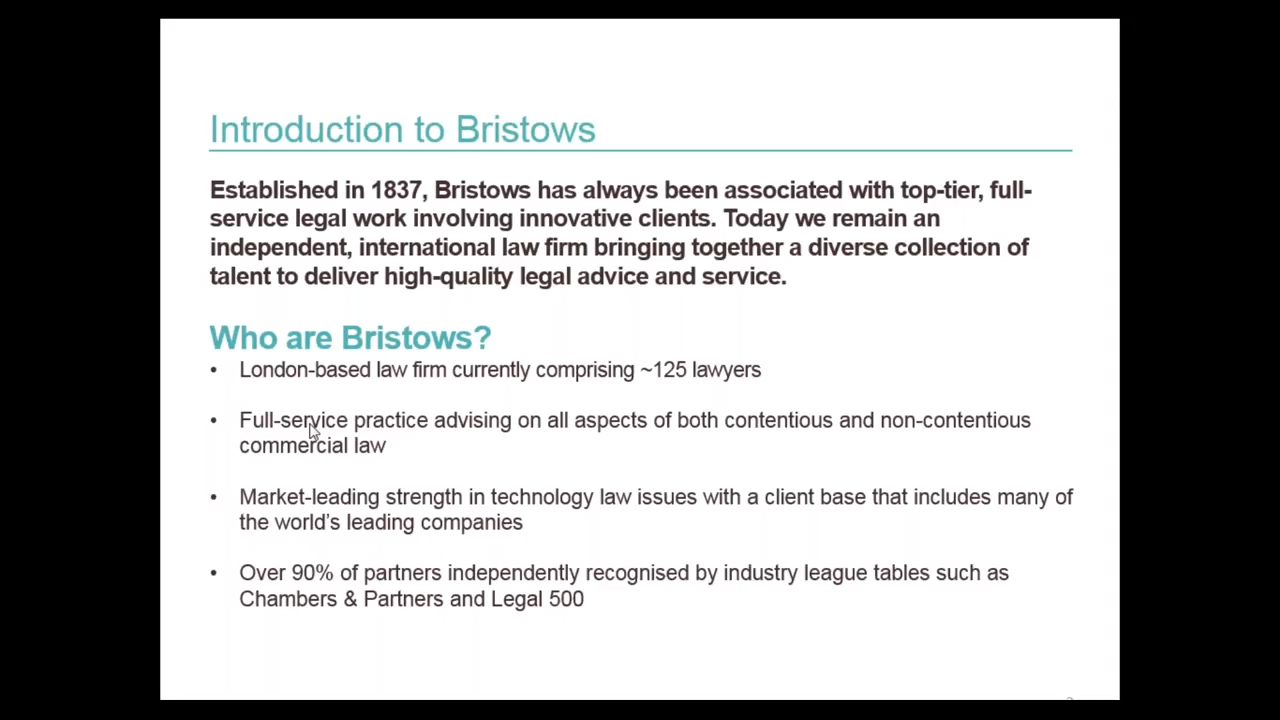 Introduction to Bristows
Established in 1837, Bristows has always been associated with top-tier, full-
service legal work involving innovative clients. Today we remain an
independent, international law firm bringing together a diverse collection of
talent to deliver high-quality legal advice and service.
Who are Bristows?
• London-based law firm currently comprising ~125 lawyers
• Full-service practice advising on all aspects of both contentious and non-contentious
commercial law
• Market-leading strength in technology law issues with a client base that includes many of
the world's leading companies
• Over 90% of partners independently recognised by industry league tables such as
Chambers & Partners and Legal 500